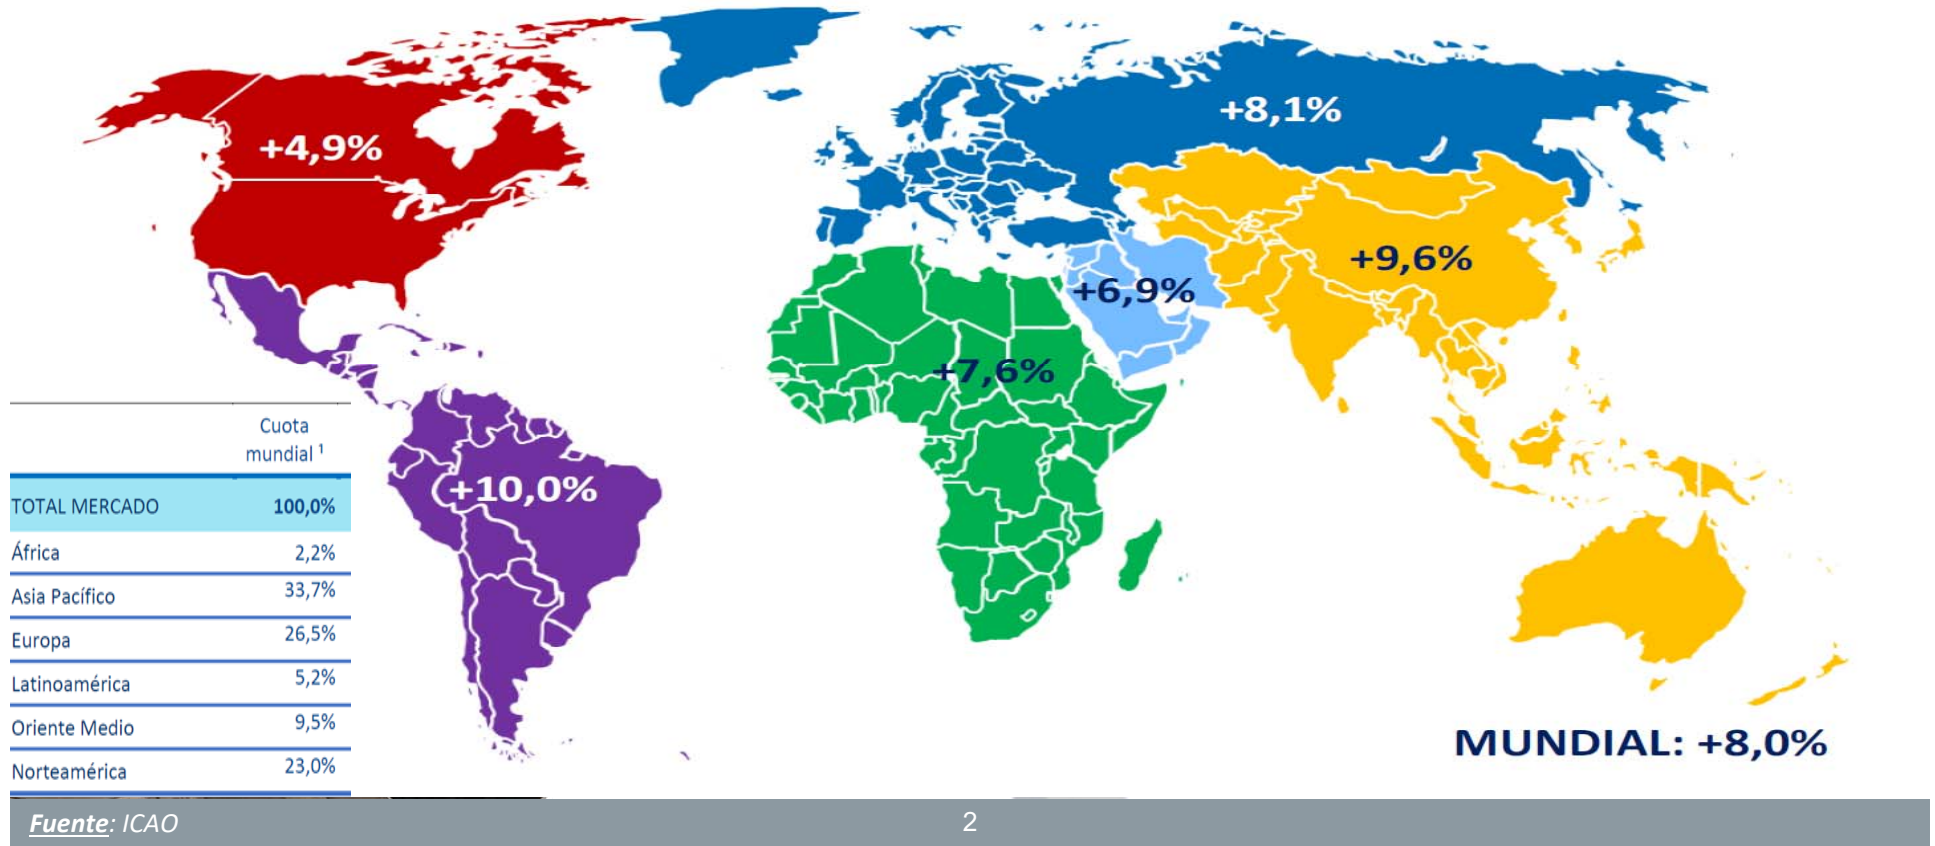 +8,1%
+4,9%
+9,6%
+6,9%
+7,6%
+10,0%
Cuota
mundial ¹
TOTAL MERCADO 100,0%
África 2,2%
Asia Pacífico 33,7%
Europa 26,5%
Latinoamérica 5,2%
Oriente Medio 9,5%
Norteamérica 23,0%
MUNDIAL: +8,0%
Fuente: ICAO
2